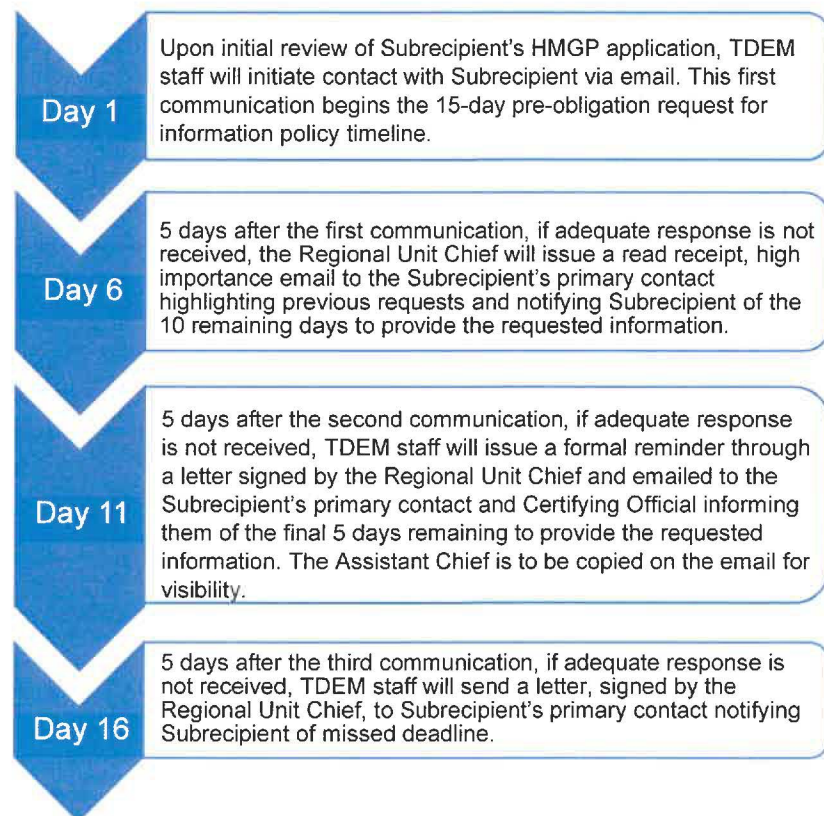 Day 1
Upon initial review of Subrecipient's HMGP application, TDEM
staff will initiate contact with Subrecipient via email. This first
communication begins the 15-day pre-obligation request for
information policy timeline.
Day 6
5 days after the first communication, if adequate response is not
received, the Regional Unit Chief will issue a read receipt, high
importance email to the Subrecipient's primary contact
highlighting previous requests and notifying Subrecipient of the
10 remaining days to provide the requested information.
Day 11
5 days after the second communication, if adequate response
is not received, TDEM staff will issue a formal reminder through
a letter signed by the Regional Unit Chief and emailed to the
Subrecipient's primary contact and Certifying Official informing
them of the final 5 days remaining to provide the requested
information. The Assistant Chief is to be copied on the email for
visibility.
Day 16
5 days after the third communication, if adequate response is
not received, TDEM staff will send a letter, signed by the
Regional Unit Chief, to Subrecipient's primary contact notifying
Subrecipient of missed deadline.